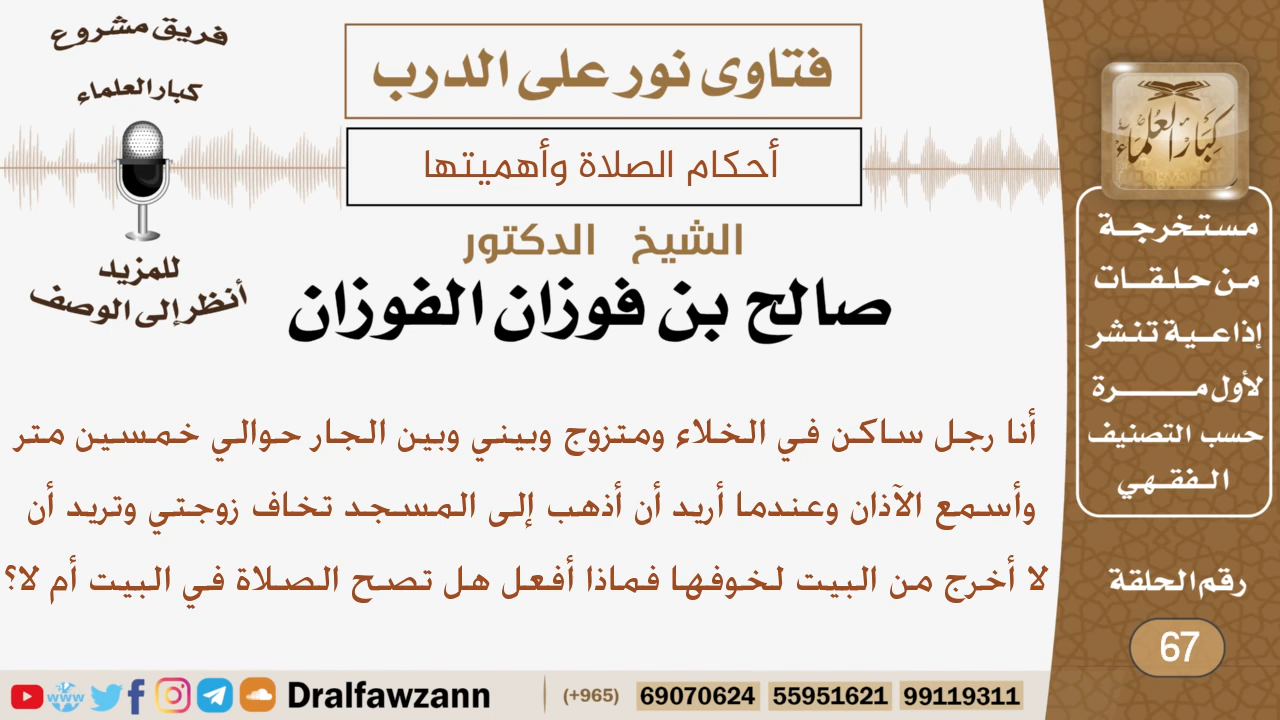 فريق مشروع
كبار العلماء
للمزيد
أنظر إلى الوصف
فتاوى نور على الدرب
أحكام الصلاة وأهميتها
الشيخ الدكتور
صالح بن فوزان الفوزان
أنا رجل ساكن في الخلاء ومتزوج وبيني وبين الجار حوالي خمسين متر
وأسمع الآذان وعندما أريد أن أذهب إلى المسجد تخاف زوجتي وتريد أن
لا أخرج من البيت لخوفها فماذا أفعل هل تصح الصلاة في البيت أم لا؟
كبار العلماء
مستخرجة
من حلقات
إذاعية تنشر
لأول مرة
حسب التصنيف
الفقهي
رقم الحلقة
67
www Dralfawzann (+965) 69070624 55951621 99119311